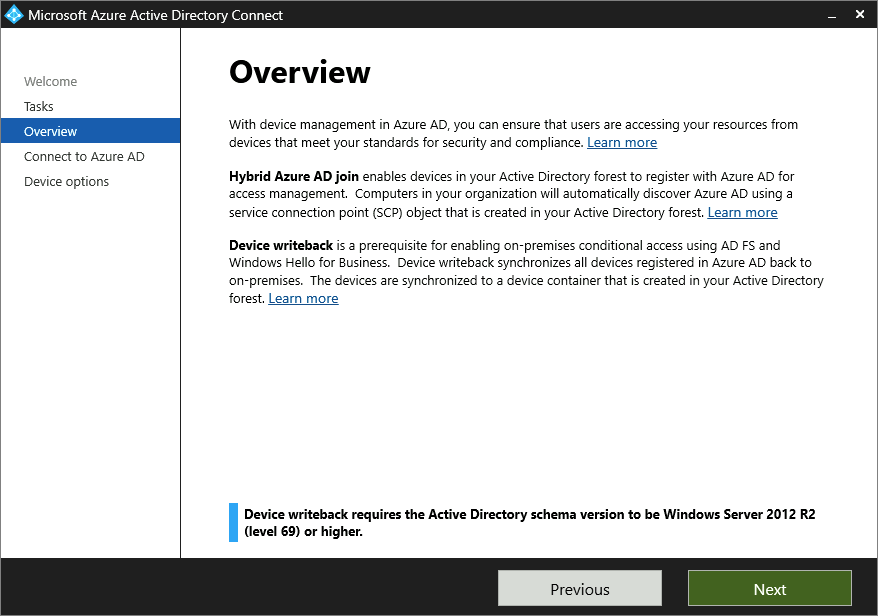 Microsoft Azure Active Directory Connect
Welcome
Tasks
Overview
Connect to Azure AD
Device options
Overview
With device management in Azure AD, you can ensure that users are accessing your resources from
devices that meet your standards for security and compliance. Learn more
Hybrid Azure AD join enables devices in your Active Directory forest to register with Azure AD for
access management.  Computers in your organization will automatically discover Azure AD using a
service connection point (SCP) object that is created in your Active Directory forest. Learn more
Device writeback is a prerequisite for enabling on-premises conditional access using AD FS and
Windows Hello for Business.  Device writeback synchronizes all devices registered in Azure AD back to
on-premises.  The devices are synchronized to a device container that is created in your Active Directory
forest. Learn more
Device writeback requires the Active Directory schema version to be Windows Server 2012 R2
(level 69) or higher.
Previous
Next